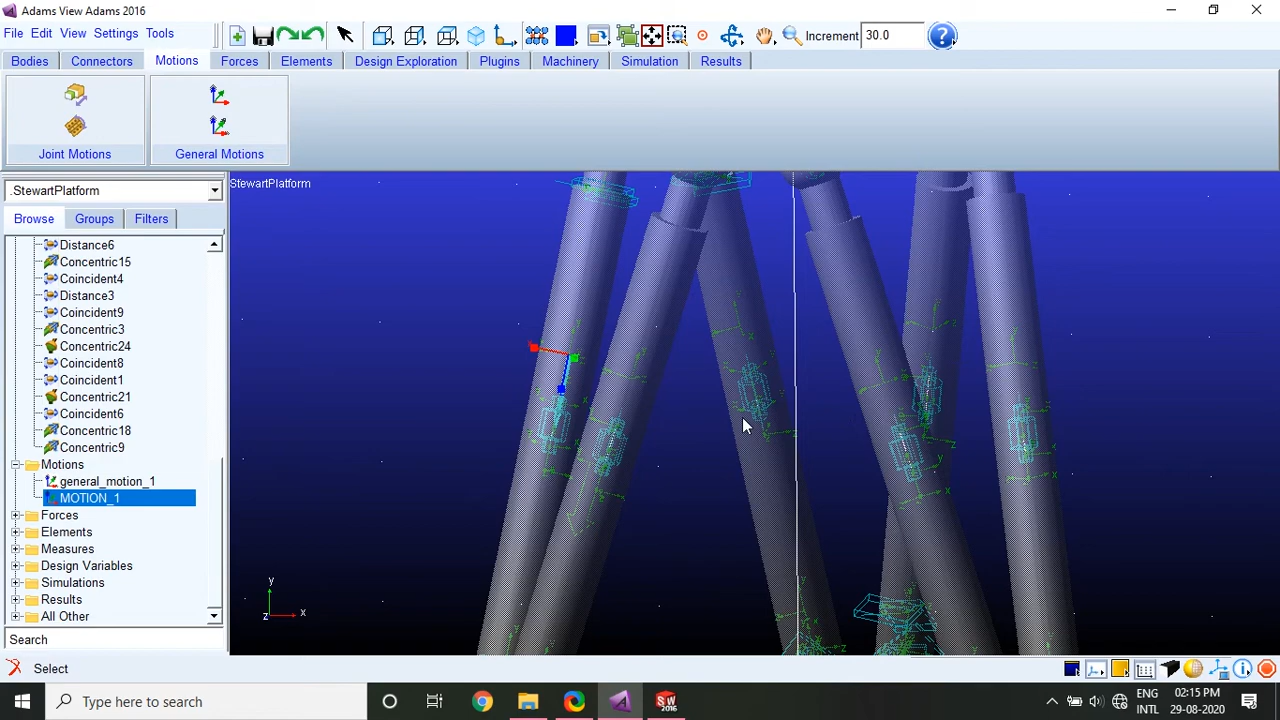 Adams View Adams 2016
File Edit View Settings Tools
Increment 30.0
Bodies Connectors Motions Forces Elements Design Exploration Plugins Machinery Simulation Results
Joint Motions General Motions
.StewartPlatform
StewartPlatform
Browse Groups Filters
Distance6
Concentric15
Coincident4
Distance3
Coincident9
Concentric3
Concentric24
Coincident8
Coincident1
Concentric21
Coincident6
Concentric18
Concentric9
Motions
general_motion_1
MOTION_1
Forces
Elements
Measures
Design Variables
Simulations
Results
All Other
Search
y
z x
Select
Type here to search
ENG 02:15 PM
INTL 29-08-2020